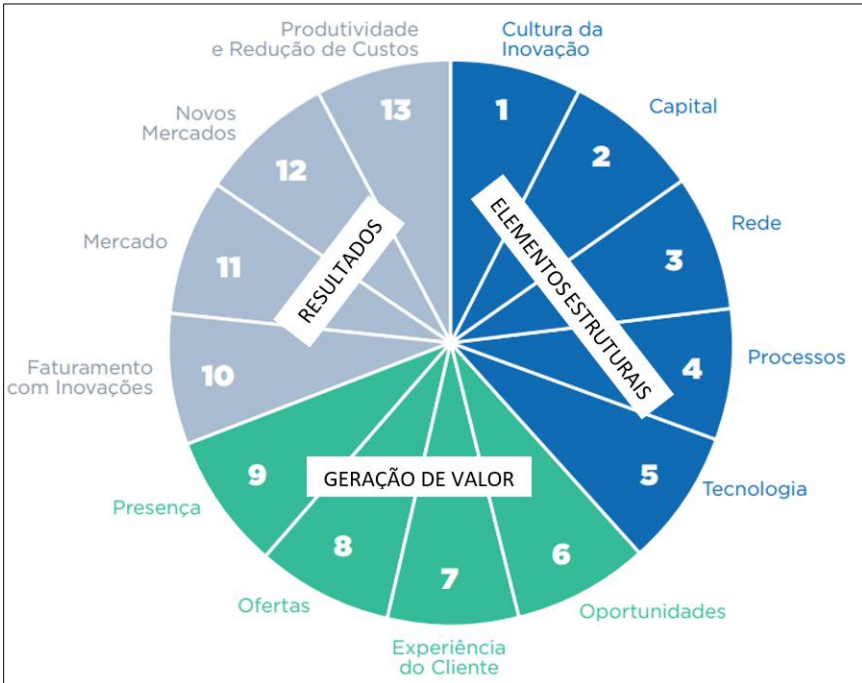 Produtividade
e Redução de Custos
Cultura da
Inovação
13
1
Novos
Mercados
Capital
12
2
Mercado
Rede
11
3
RESULTADOS
ELEMENTOS ESTRUTURAIS
Faturamento
com Inovações
Processos
10
4
Presença
Tecnologia
9
5
GERAÇÃO DE VALOR
Ofertas
Oportunidades
8
6
7
Experiência
do Cliente